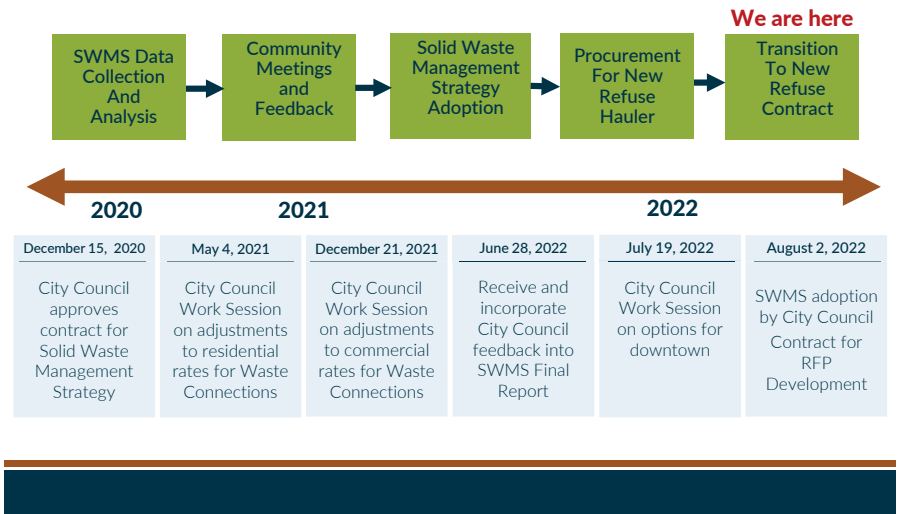 We are here
SWMS Data
Collection
And
Analysis
Community
Meetings
and
Feedback
Solid Waste
Management
Strategy
Adoption
Procurement
For New
Refuse
Hauler
Transition
To New
Refuse
Contract
2020
2021
2022
December 15, 2020
City Council
approves
contract for
Solid Waste
Management
Strategy
May 4, 2021
City Council
Work Session
on adjustments
to residential
rates for Waste
Connections
December 21, 2021
City Council
Work Session
on adjustments
to commercial
rates for Waste
Connections
June 28, 2022
Receive and
incorporate
City Council
feedback into
SWMS Final
Report
July 19, 2022
City Council
Work Session
on options for
downtown
August 2, 2022
SWMS adoption
by City Council
Contract for
RFP
Development